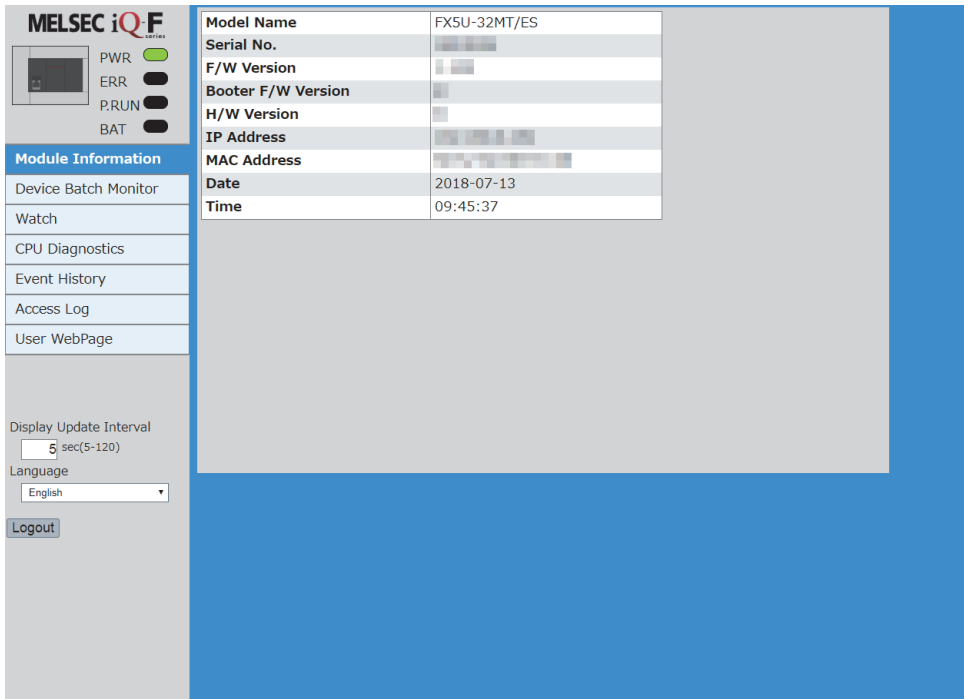 MELSEC iQ-F
series
PWR
ERR
P.RUN
BAT
Module Information
Device Batch Monitor
Watch
CPU Diagnostics
Event History
Access Log
User WebPage
Display Update Interval
5 sec(5-120)
Language
English
Logout
Model Name FX5U-32MT/ES
Serial No.
F/W Version
Booter F/W Version
H/W Version
IP Address
MAC Address
Date 2018-07-13
Time 09:45:37